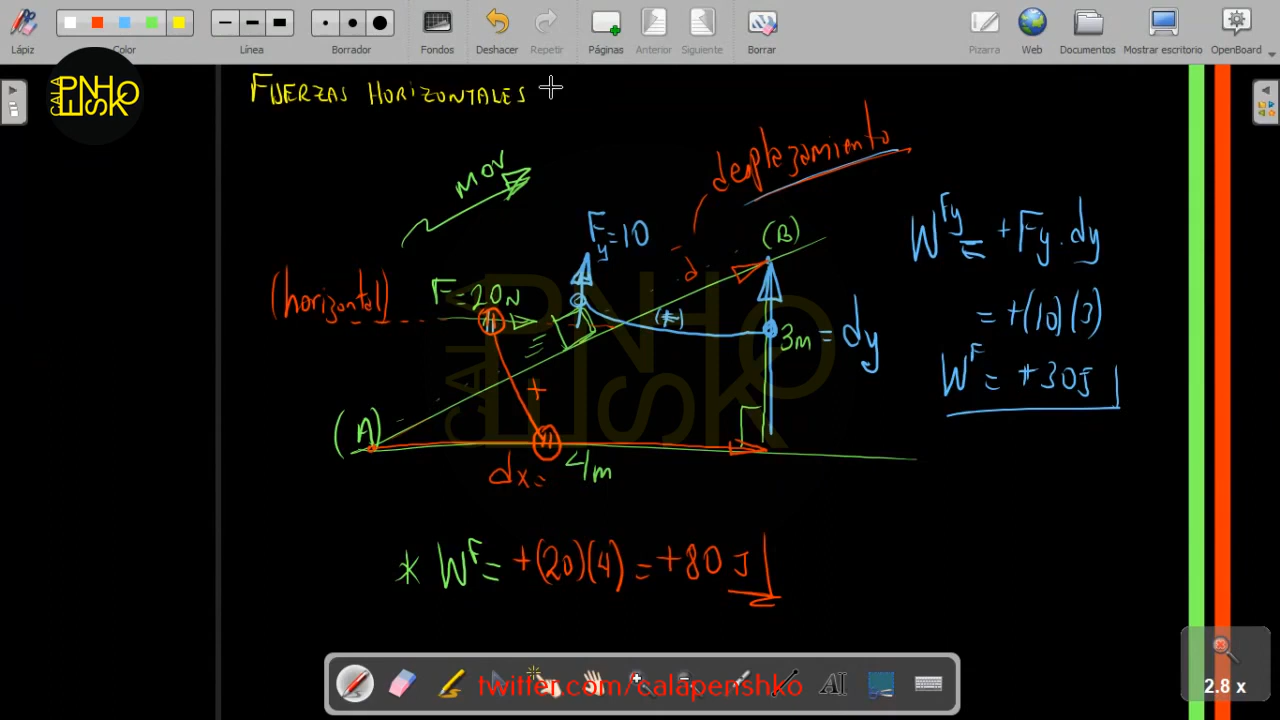 Lápiz
Color
Línea
Borrador
Fondos
Deshacer
Repetir
Páginas
Anterior
Siguiente
Borrar
Pizarra
Web
Documentos
Mostrar escritorio
OpenBoard
CALA
PENSHKO
FUERZAS HORIZONTALES
MOV
desplazamiento
Fy=10
(B)
W^Fy = + Fy . dy
d
(horizontal)
F=20N
(+)
= +(10)(3)
3m = dy
W^F = +30J
+
(A)
dx = 4m
* W^F = +(20)(4) = +80 J
twitter.com/calapenshko
2.8 x